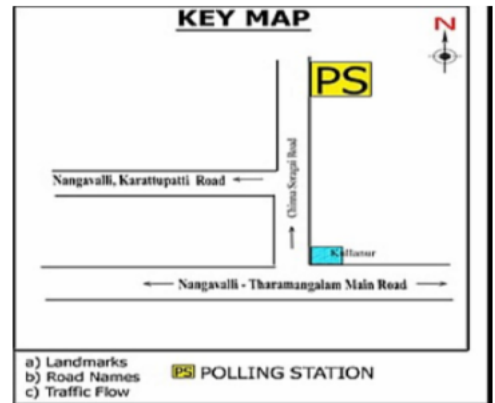 KEY MAP
N
PS
Nangavalli, Karattupatti Road
Chinna Soragai Road
Kullanur
Nangavalli - Tharamangalam Main Road
a) Landmarks
b) Road Names
c) Traffic Flow
PS POLLING STATION